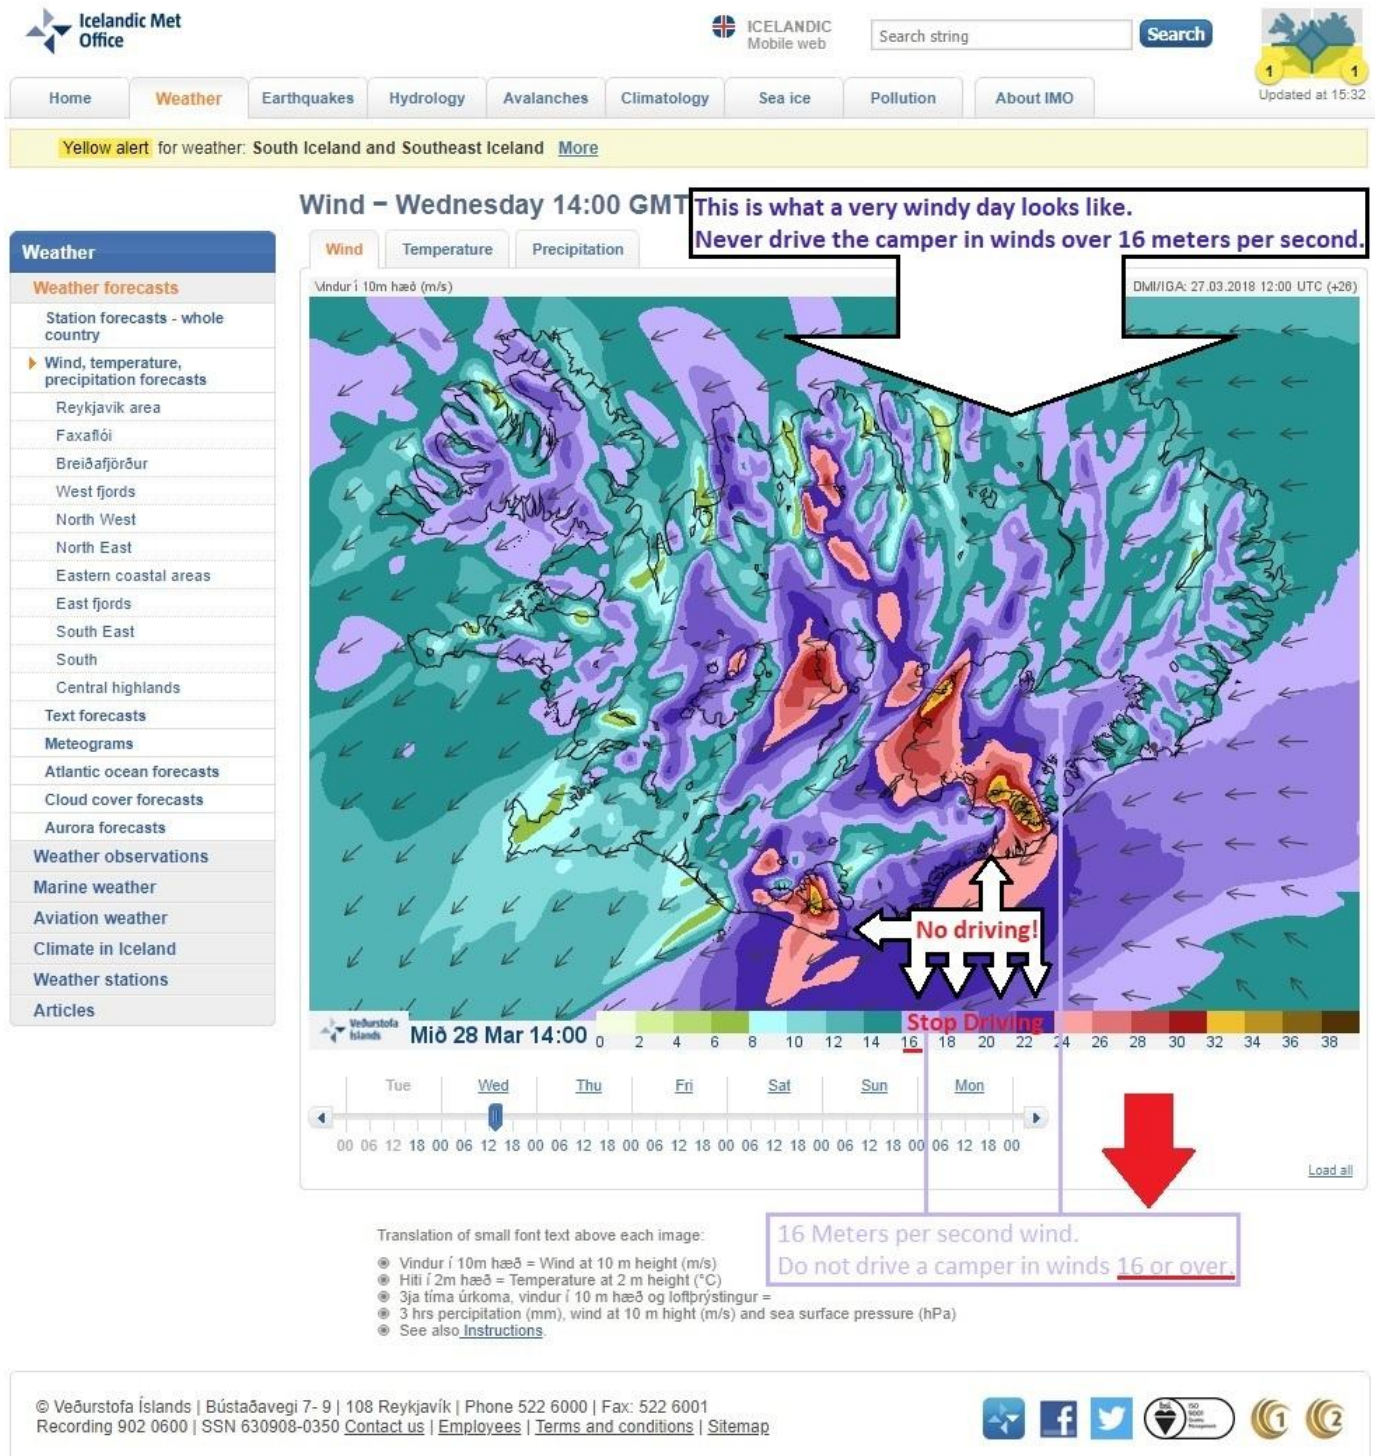 Icelandic Met
Office
ICELANDIC
Mobile web
Search string
Search
1
1
Updated at 15:32
Home
Weather
Earthquakes
Hydrology
Avalanches
Climatology
Sea ice
Pollution
About IMO
Yellow alert for weather: South Iceland and Southeast Iceland More
Wind – Wednesday 14:00 GMT
This is what a very windy day looks like.
Never drive the camper in winds over 16 meters per second.
Weather
Weather forecasts
Station forecasts - whole
country
Wind, temperature,
precipitation forecasts
Reykjavik area
Faxaflói
Breiðafjörður
West fjords
North West
North East
Eastern coastal areas
East fjords
South East
South
Central highlands
Text forecasts
Meteograms
Atlantic ocean forecasts
Cloud cover forecasts
Aurora forecasts
Weather observations
Marine weather
Aviation weather
Climate in Iceland
Weather stations
Articles
Wind
Temperature
Precipitation
Vindur í 10m hæð (m/s)
DMI/IGA: 27.03.2018 12:00 UTC (+26)
No driving!
Veðurstofa
Íslands
Mið 28 Mar 14:00
Stop Driving
0 2 4 6 8 10 12 14 16 18 20 22 24 26 28 30 32 34 36 38
Tue Wed Thu Fri Sat Sun Mon
00 06 12 18 00 06 12 18 00 06 12 18 00 06 12 18 00 06 12 18 00 06 12 18 00 06 12 18 00
Load all
Translation of small font text above each image:
Vindur í 10m hæð = Wind at 10 m height (m/s)
Hiti í 2m hæð = Temperature at 2 m height (°C)
3ja tíma úrkoma, vindur í 10 m hæð og loftþrýstingur =
3 hrs percipitation (mm), wind at 10 m hight (m/s) and sea surface pressure (hPa)
See also Instructions.
16 Meters per second wind.
Do not drive a camper in winds 16 or over.
© Veðurstofa Íslands | Bústaðavegi 7- 9 | 108 Reykjavík | Phone 522 6000 | Fax: 522 6001
Recording 902 0600 | SSN 630908-0350 Contact us | Employees | Terms and conditions | Sitemap
bsi.
ISO
9001
1
2